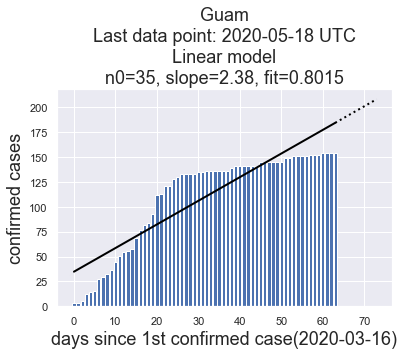 Guam
Last data point: 2020-05-18 UTC
Linear model
n0=35, slope=2.38, fit=0.8015
confirmed cases
200
175
150
125
100
75
50
25
0
0 10 20 30 40 50 60 70
days since 1st confirmed case(2020-03-16)